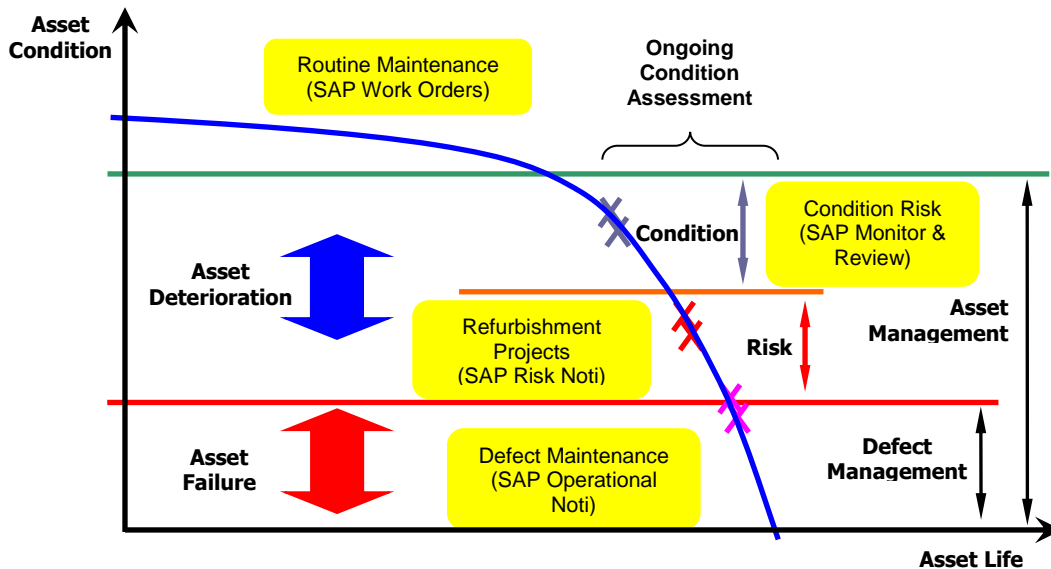 Asset
Condition
Routine Maintenance
(SAP Work Orders)
Ongoing
Condition
Assessment
Condition
Condition Risk
(SAP Monitor &
Review)
Asset
Deterioration
Asset
Management
Refurbishment
Projects
(SAP Risk Noti)
Risk
Asset
Failure
Defect Maintenance
(SAP Operational
Noti)
Defect
Management
Asset Life